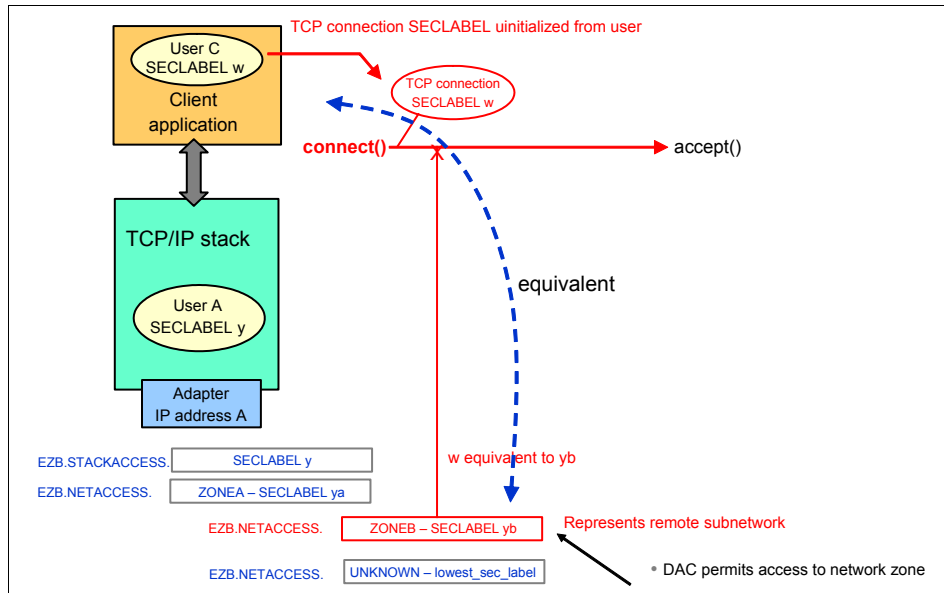 TCP connection SECLABEL uinitialized from user
User C
SECLABEL w
Client
application
TCP connection
SECLABEL w
connect()
accept()
TCP/IP stack
User A
SECLABEL y
Adapter
IP address A
equivalent
EZB.STACKACCESS.
SECLABEL y
w equivalent to yb
EZB.NETACCESS.
ZONEA – SECLABEL ya
EZB.NETACCESS.
ZONEB – SECLABEL yb
Represents remote subnetwork
EZB.NETACCESS.
UNKNOWN – lowest_sec_label
• DAC permits access to network zone